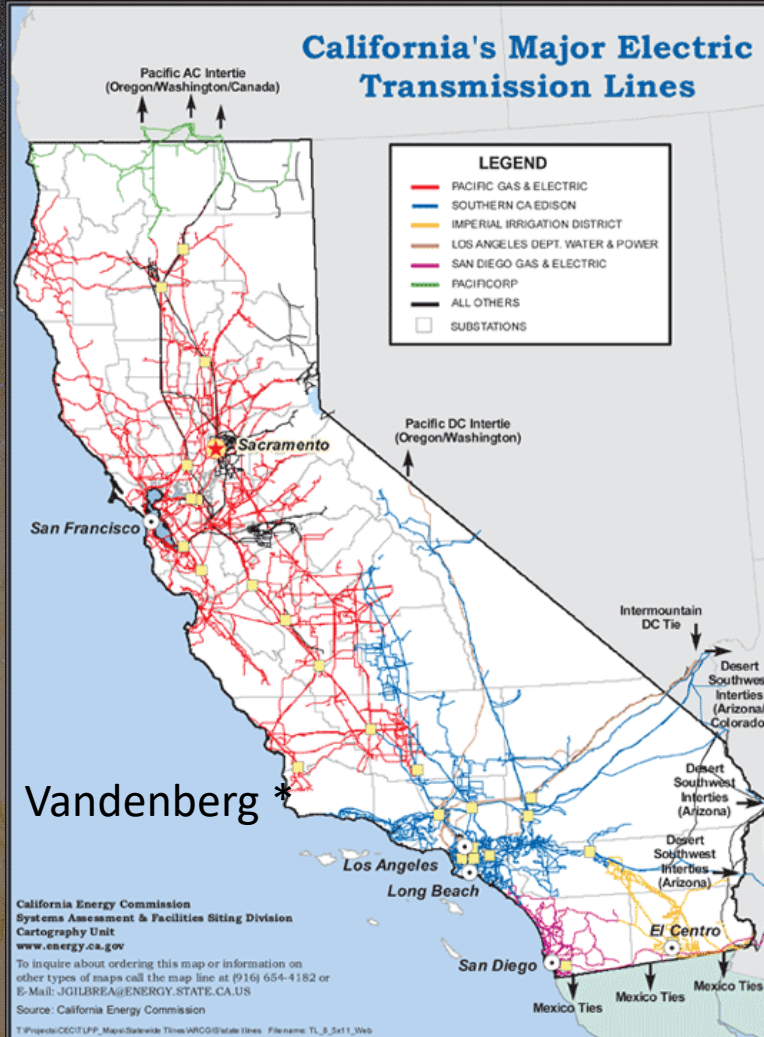 California's Major Electric
Transmission Lines
Pacific AC Intertie
(Oregon/Washington/Canada)
LEGEND
PACIFIC GAS & ELECTRIC
SOUTHERN CA EDISON
IMPERIAL IRRIGATION DISTRICT
LOS ANGELES DEPT. WATER & POWER
SAN DIEGO GAS & ELECTRIC
PACIFICORP
ALL OTHERS
SUBSTATIONS
Pacific DC Intertie
(Oregon/Washington)
Sacramento
San Francisco
Intermountain
DC Tie
Desert
Southwest
Interties
(Arizona/
Colorado
Vandenberg *
Desert
Southwest
Interties
(Arizona)
Desert
Southwest
Interties
(Arizona)
Los Angeles
Long Beach
El Centro
San Diego
Mexico Ties
Mexico Ties
Mexico Ties
California Energy Commission
Systems Assessment & Facilities Siting Division
Cartography Unit
www.energy.ca.gov
To inquire about ordering this map or information on
other types of maps call the map line at (916) 654-4182 or
E-Mail: JGILBREA@ENERGY.STATE.CA.US
Source: California Energy Commission
File name: TL_8_5x11_Web